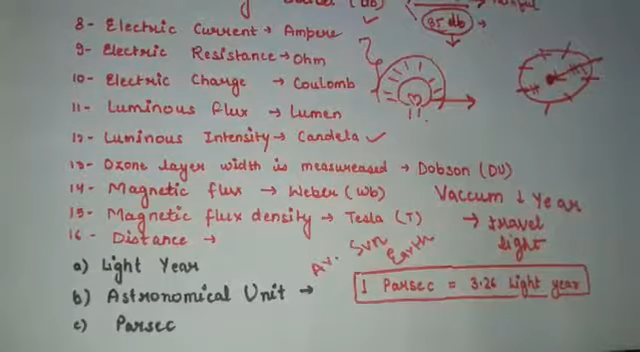 (85 db) →
8- Electric Current → Ampere
9- Electric Resistance → Ohm
10- Electric Charge → Coulomb
11- Luminous flux → Lumen
12- Luminous Intensity → Candela ✓
13- Ozone layer width is measureased → Dobson (DU)
14- Magnetic flux → Weber (Wb)
15- Magnetic flux density → Tesla (T)
16- Distance →
Vaccum ↓ Year
→ travel
light
a) Light Year
b) Astronomical Unit → Av. Sun Earth
c) Parsec
1 Parsec = 3.26 Light year